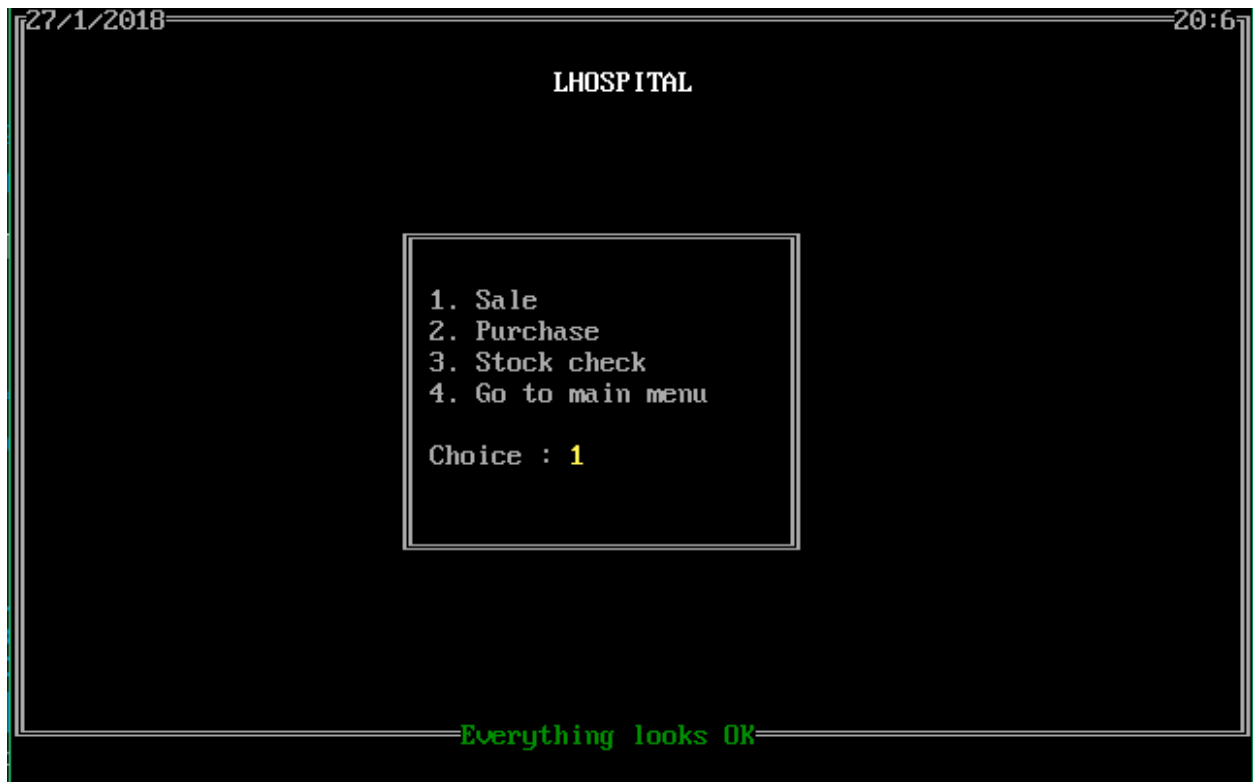 27/1/2018 20:6
LHOSPITAL
1. Sale
2. Purchase
3. Stock check
4. Go to main menu
Choice : 1
Everything looks OK